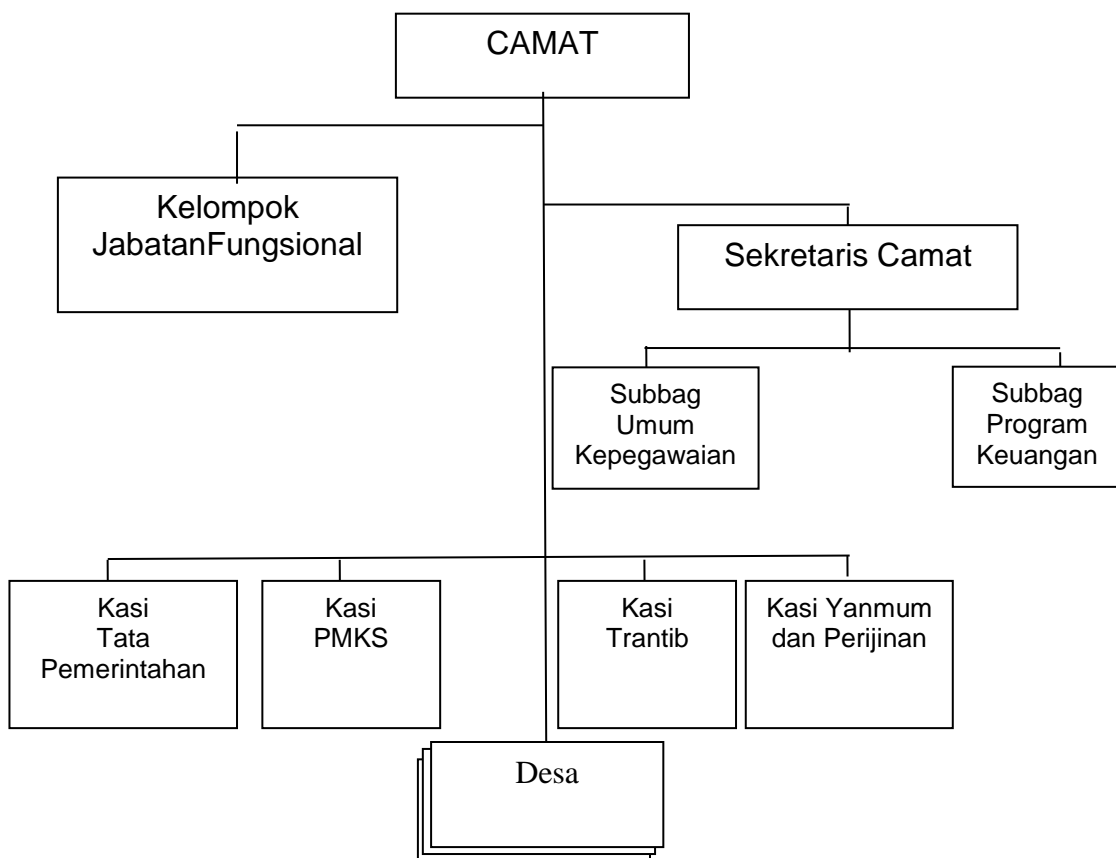 CAMAT
Kelompok
JabatanFungsional
Sekretaris Camat
Subbag
Umum
Kepegawaian
Subbag
Program
Keuangan
Kasi
Tata
Pemerintahan
Kasi
PMKS
Kasi
Trantib
Kasi Yanmum
dan Perijinan
Desa